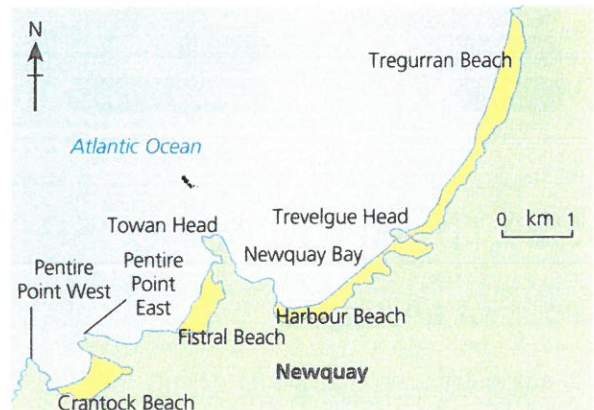 N
Tregurran Beach
Atlantic Ocean
Towan Head
Trevelgue Head
0 km 1
Newquay Bay
Pentire
Point West
Pentire
Point
East
Harbour Beach
Fistral Beach
Newquay
Crantock Beach